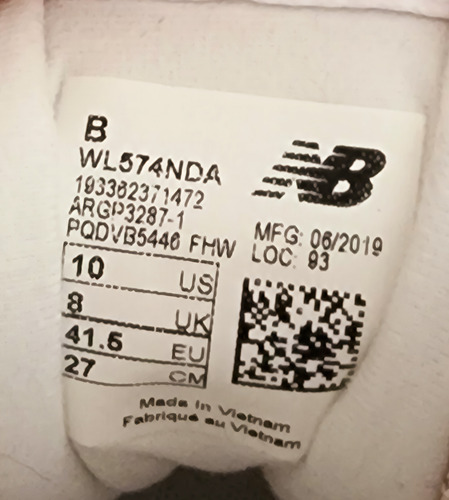 B
WL574NDA
193362371472
ARGP3287-1
PQDVB5446 FHW
NB
MFG: 06/2019
LOC: 93
10 US
8 UK
41.5 EU
27 CM
Made in Vietnam
Fabriqué au Vietnam